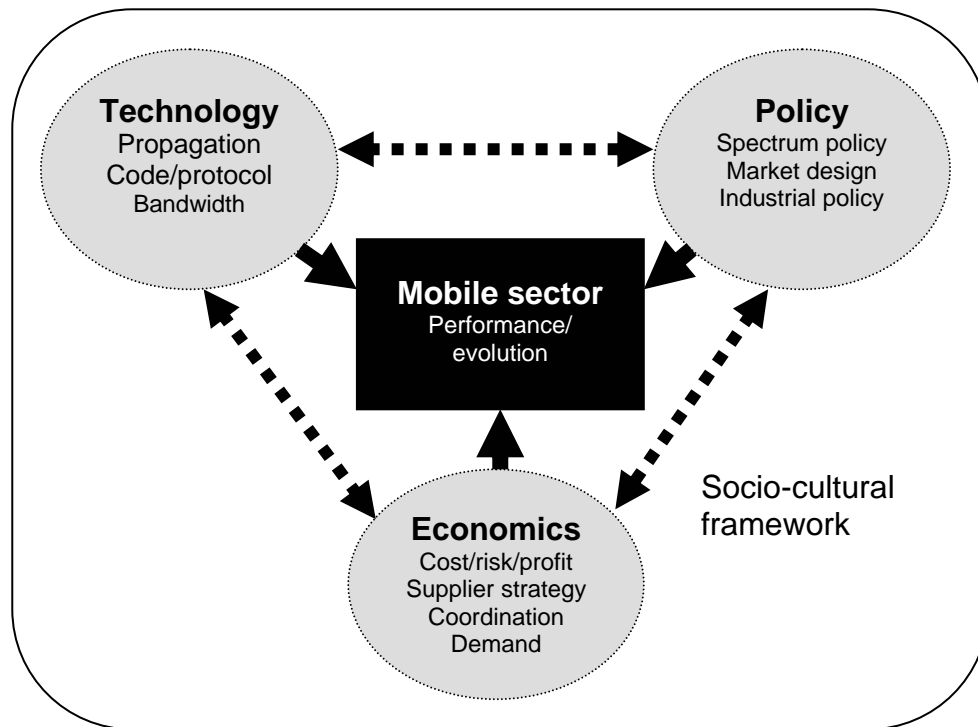 Technology
Propagation
Code/protocol
Bandwidth
Policy
Spectrum policy
Market design
Industrial policy
Mobile sector
Performance/
evolution
Economics
Cost/risk/profit
Supplier strategy
Coordination
Demand
Socio-cultural
framework